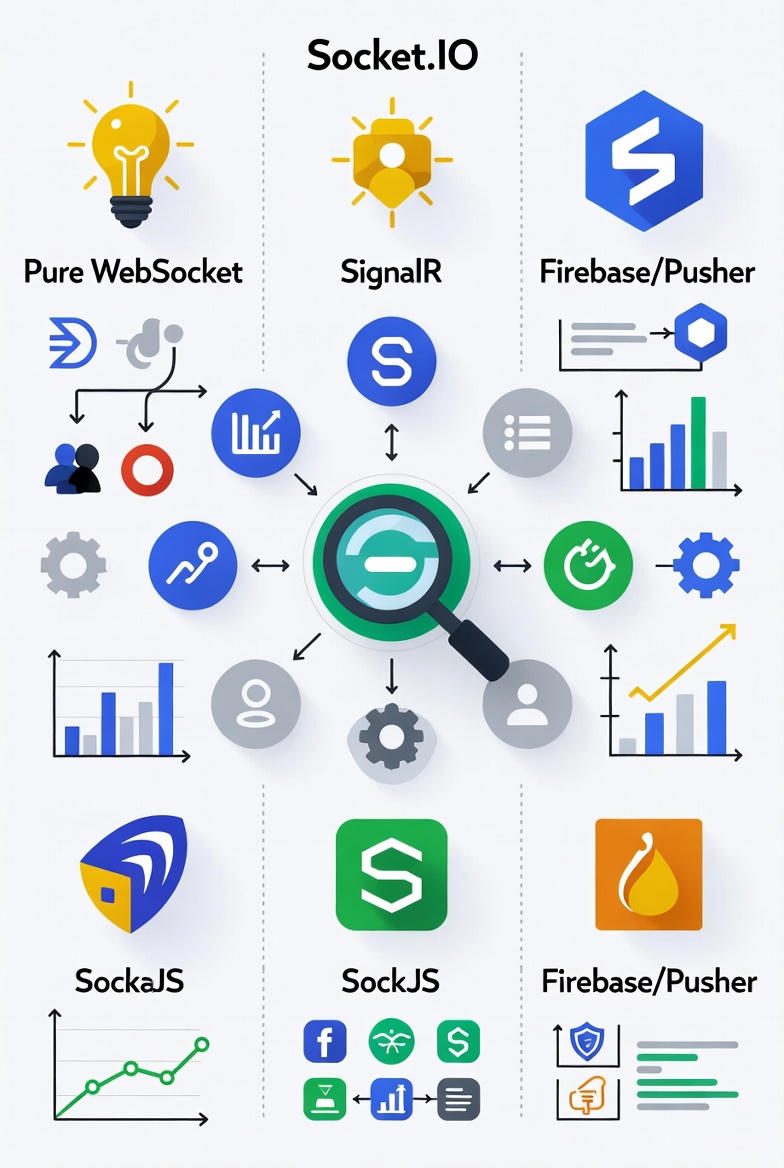 Socket.IO
Pure WebSocket
SignalR
Firebase/Pusher
SockaJS
SockJS
Firebase/Pusher